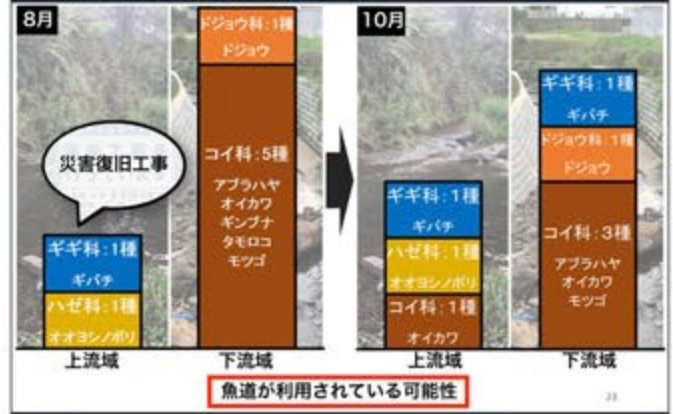 8月
災害復旧工事
ギギ科:1種
ギバチ
ハゼ科:1種
オオヨシノボリ
上流域
ドジョウ科:1種
ドジョウ
コイ科:5種
アブラハヤ
オイカワ
ギンブナ
タモロコ
モツゴ
下流域
10月
ギギ科:1種
ギバチ
ハゼ科:1種
オオヨシノボリ
コイ科:1種
オイカワ
上流域
ギギ科:1種
ギバチ
ドジョウ科:1種
ドジョウ
コイ科:3種
アブラハヤ
オイカワ
モツゴ
下流域
魚道が利用されている可能性